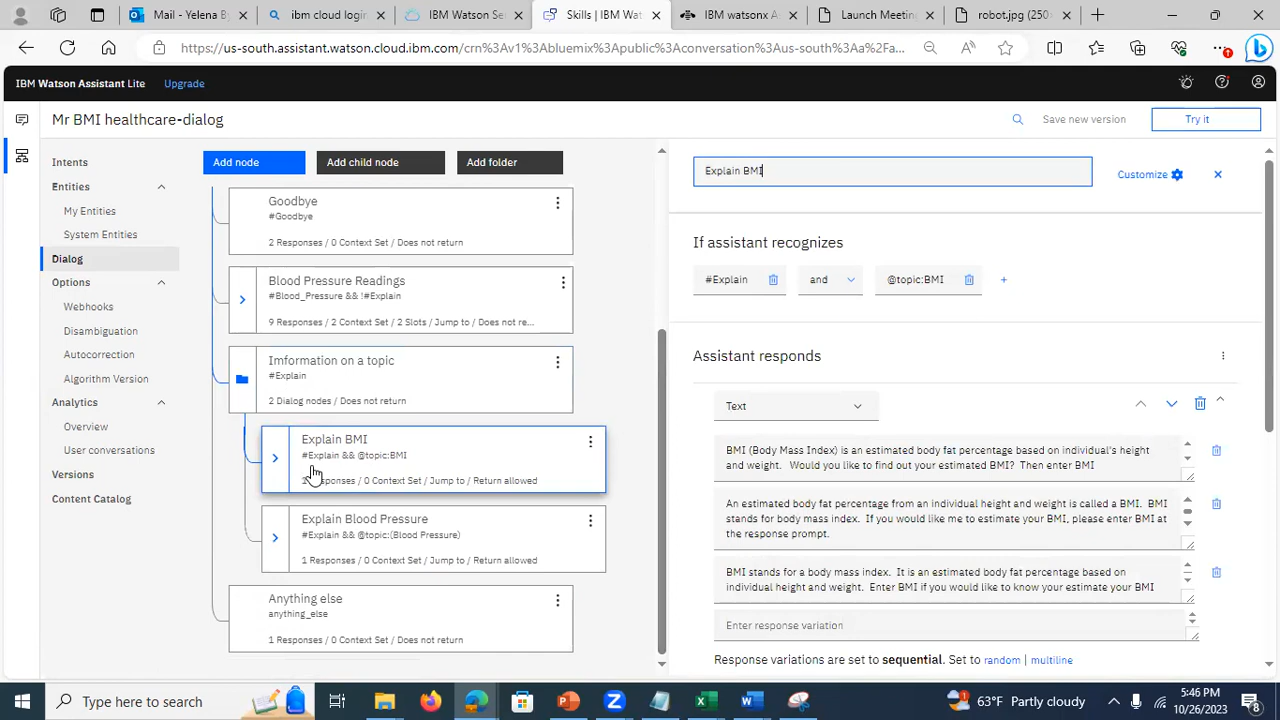 Mail - Yelena By
ibm cloud login
IBM Watson Se
Skills | IBM Wat
IBM watsonx A
Launch Meetin
robot.jpg (250×
https://us-south.assistant.watson.cloud.ibm.com/crn%3Av1%3Abluemix%3Apublic%3Aconversation%3Aus-south%3Aa%2Fa...
IBM Watson Assistant Lite
Upgrade
Mr BMI healthcare-dialog
Save new version
Try it
Intents
Entities
My Entities
System Entities
Dialog
Options
Webhooks
Disambiguation
Autocorrection
Algorithm Version
Analytics
Overview
User conversations
Versions
Content Catalog
Add node
Add child node
Add folder
Goodbye
#Goodbye
2 Responses / 0 Context Set / Does not return
Blood Pressure Readings
#Blood_Pressure && !#Explain
9 Responses / 2 Context Set / 2 Slots / Jump to / Does not re...
Imformation on a topic
#Explain
2 Dialog nodes / Does not return
Explain BMI
#Explain && @topic:BMI
Responses / 0 Context Set / Jump to / Return allowed
Explain Blood Pressure
#Explain && @topic:(Blood Pressure)
1 Responses / 0 Context Set / Jump to / Return allowed
Anything else
anything_else
1 Responses / 0 Context Set / Does not return
Explain BMI
Customize
If assistant recognizes
#Explain
and
@topic:BMI
Assistant responds
Text
BMI (Body Mass Index) is an estimated body fat percentage based on individual's height
and weight. Would you like to find out your estimated BMI? Then enter BMI
An estimated body fat percentage from an individual height and weight is called a BMI. BMI
stands for body mass index. If you would like me to estimate your BMI, please enter BMI at
the response prompt.
BMI stands for a body mass index. It is an estimated body fat percentage based on
individual height and weight. Enter BMI if you would like to know your estimate your BMI
Enter response variation
Response variations are set to sequential. Set to random | multiline
Type here to search
63°F Partly cloudy
5:46 PM
10/26/2023
8